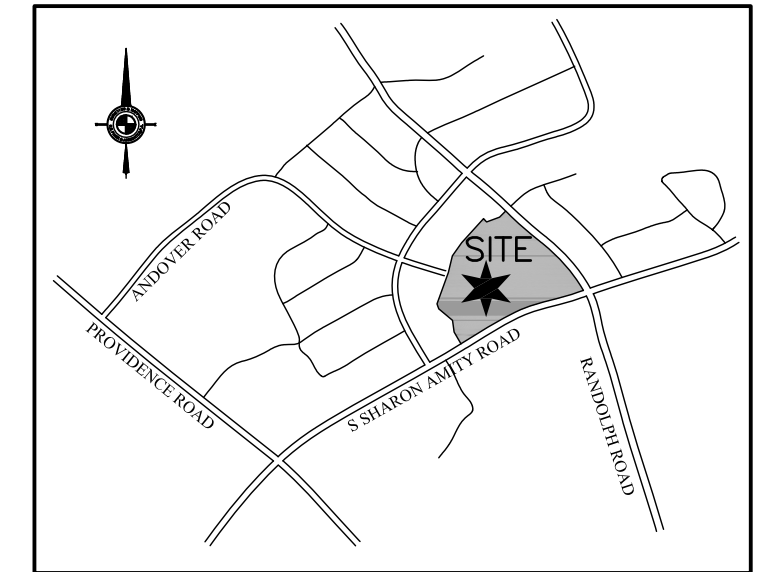 SITE
ANDOVER ROAD
PROVIDENCE ROAD
S SHARON AMITY ROAD
RANDOLPH ROAD